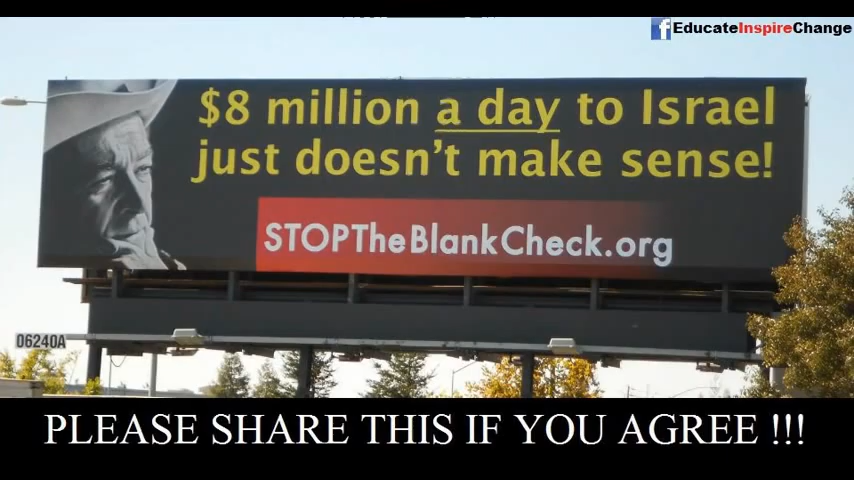 EducateInspireChange
$8 million a day to Israel
just doesn't make sense!
STOPTheBlankCheck.org
06240A
PLEASE SHARE THIS IF YOU AGREE !!!